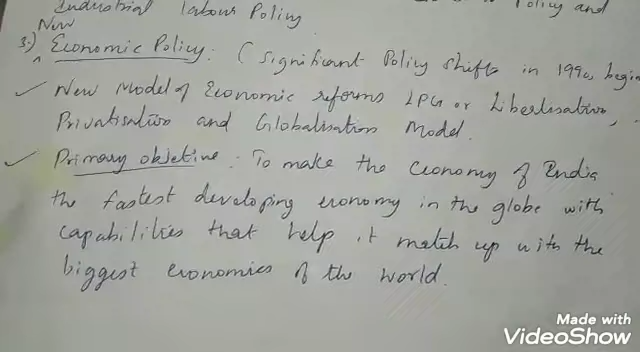 Policy and
Industrial labour Policy
New
3.) ^ Economic Policy : ( Significant Policy shifts in 1990s begin
✓ New Model of Economic reforms LPG or Libertisation,
Privatisation and Globalisation Model.
✓ Primary objetive : To make the economy of India
the fastest developing economy in the globe with
capabilities that help it match up with the
biggest economies of the world.
Made with
VideoShow